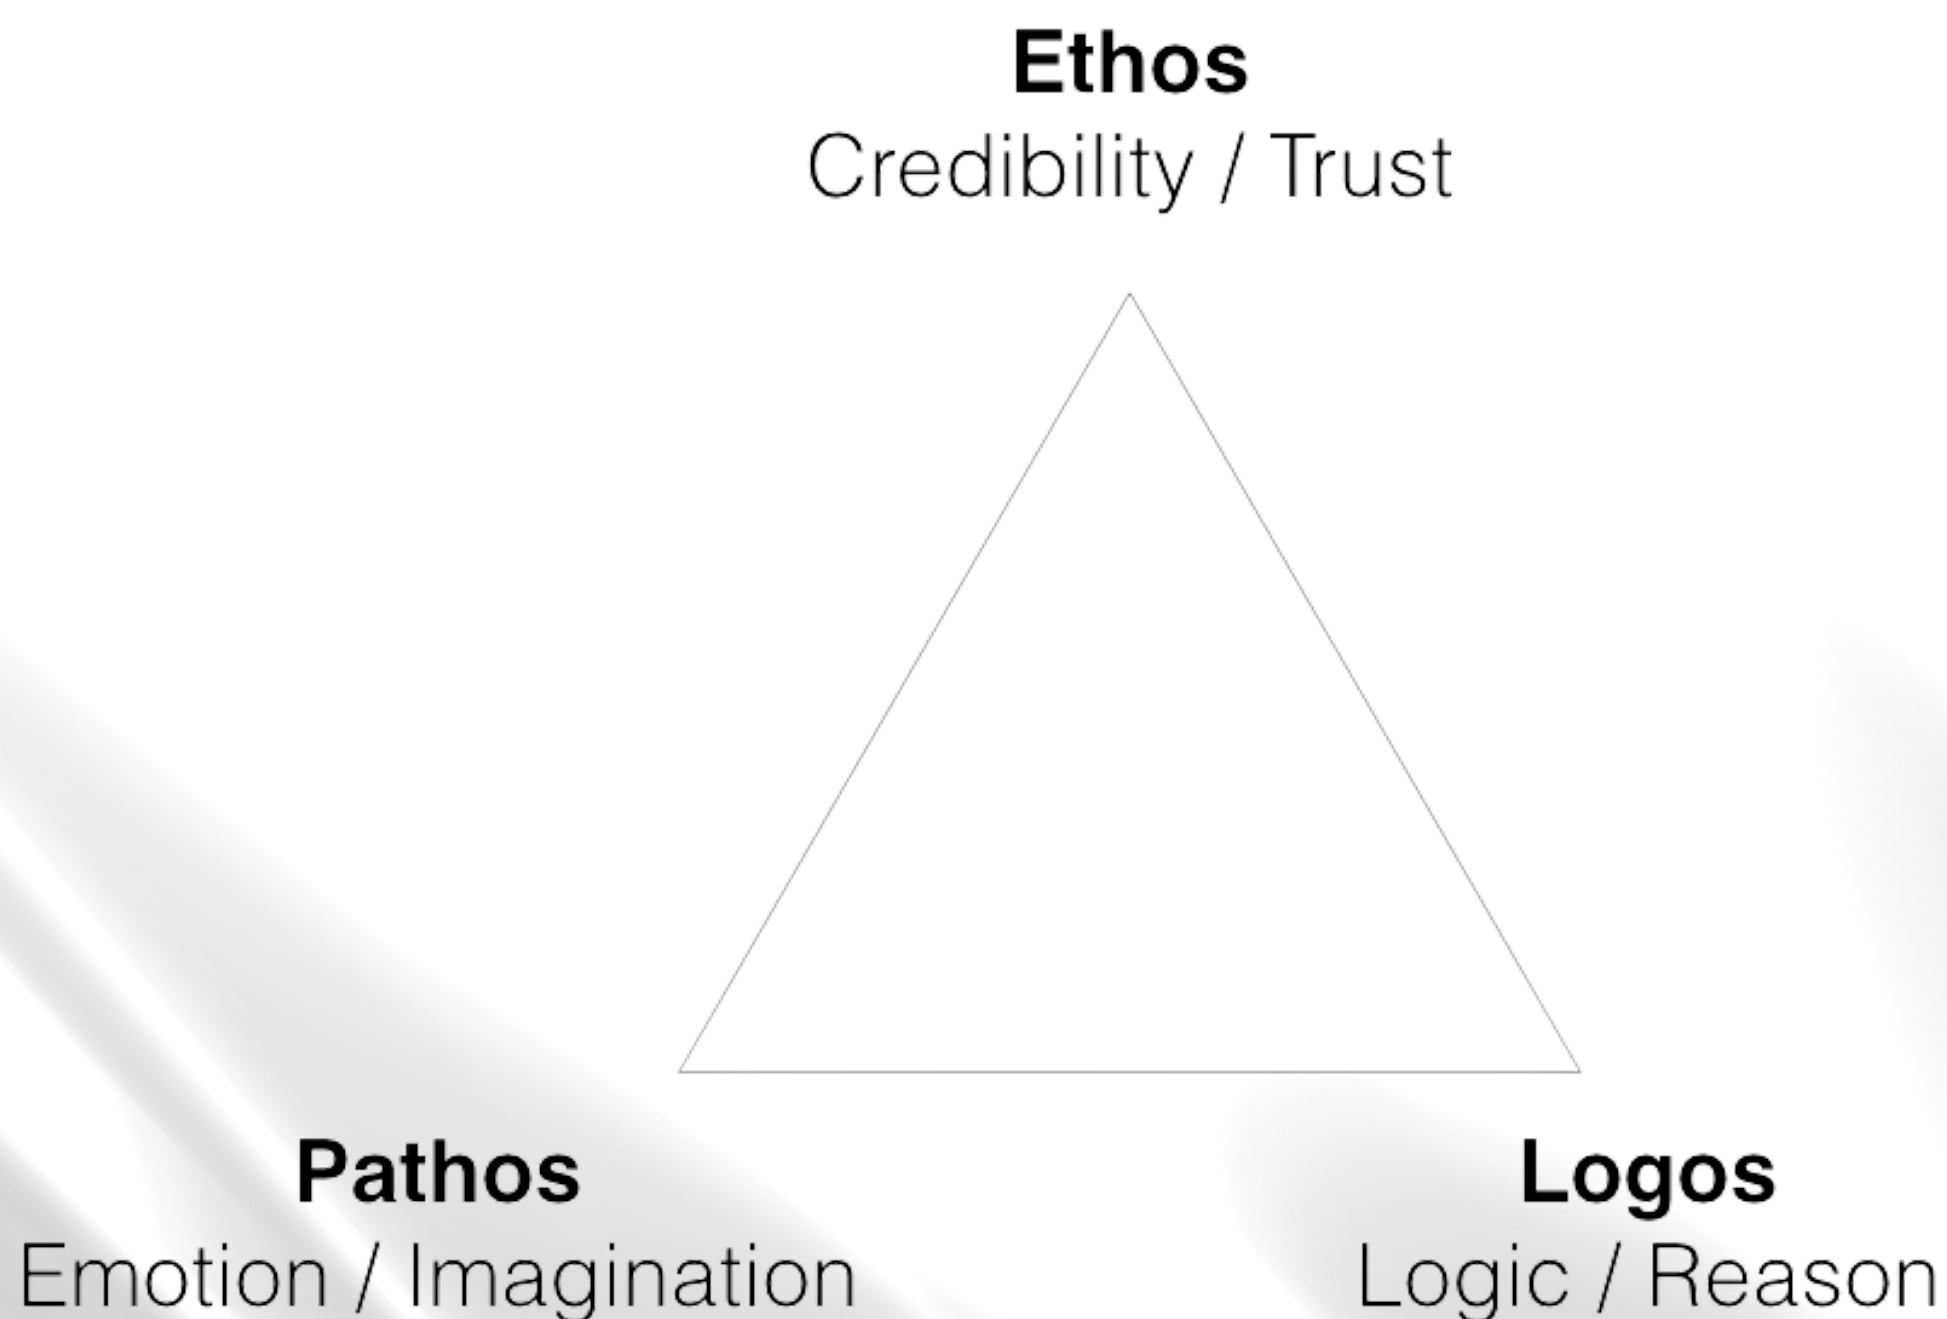 Ethos
Credibility / Trust
Pathos
Emotion / Imagination
Logos
Logic / Reason